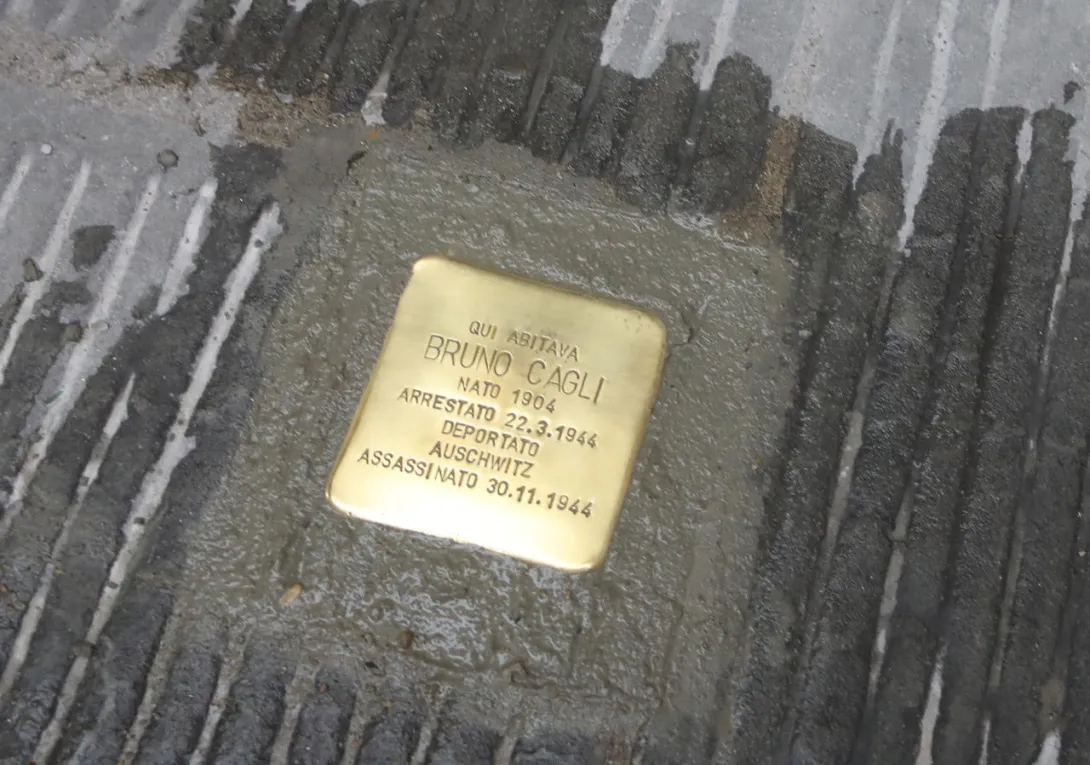 QUI ABITAVA
BRUNO CAGLI
NATO 1904
ARRESTATO 22.3.1944
DEPORTATO
AUSCHWITZ
ASSASSINATO 30.11.1944